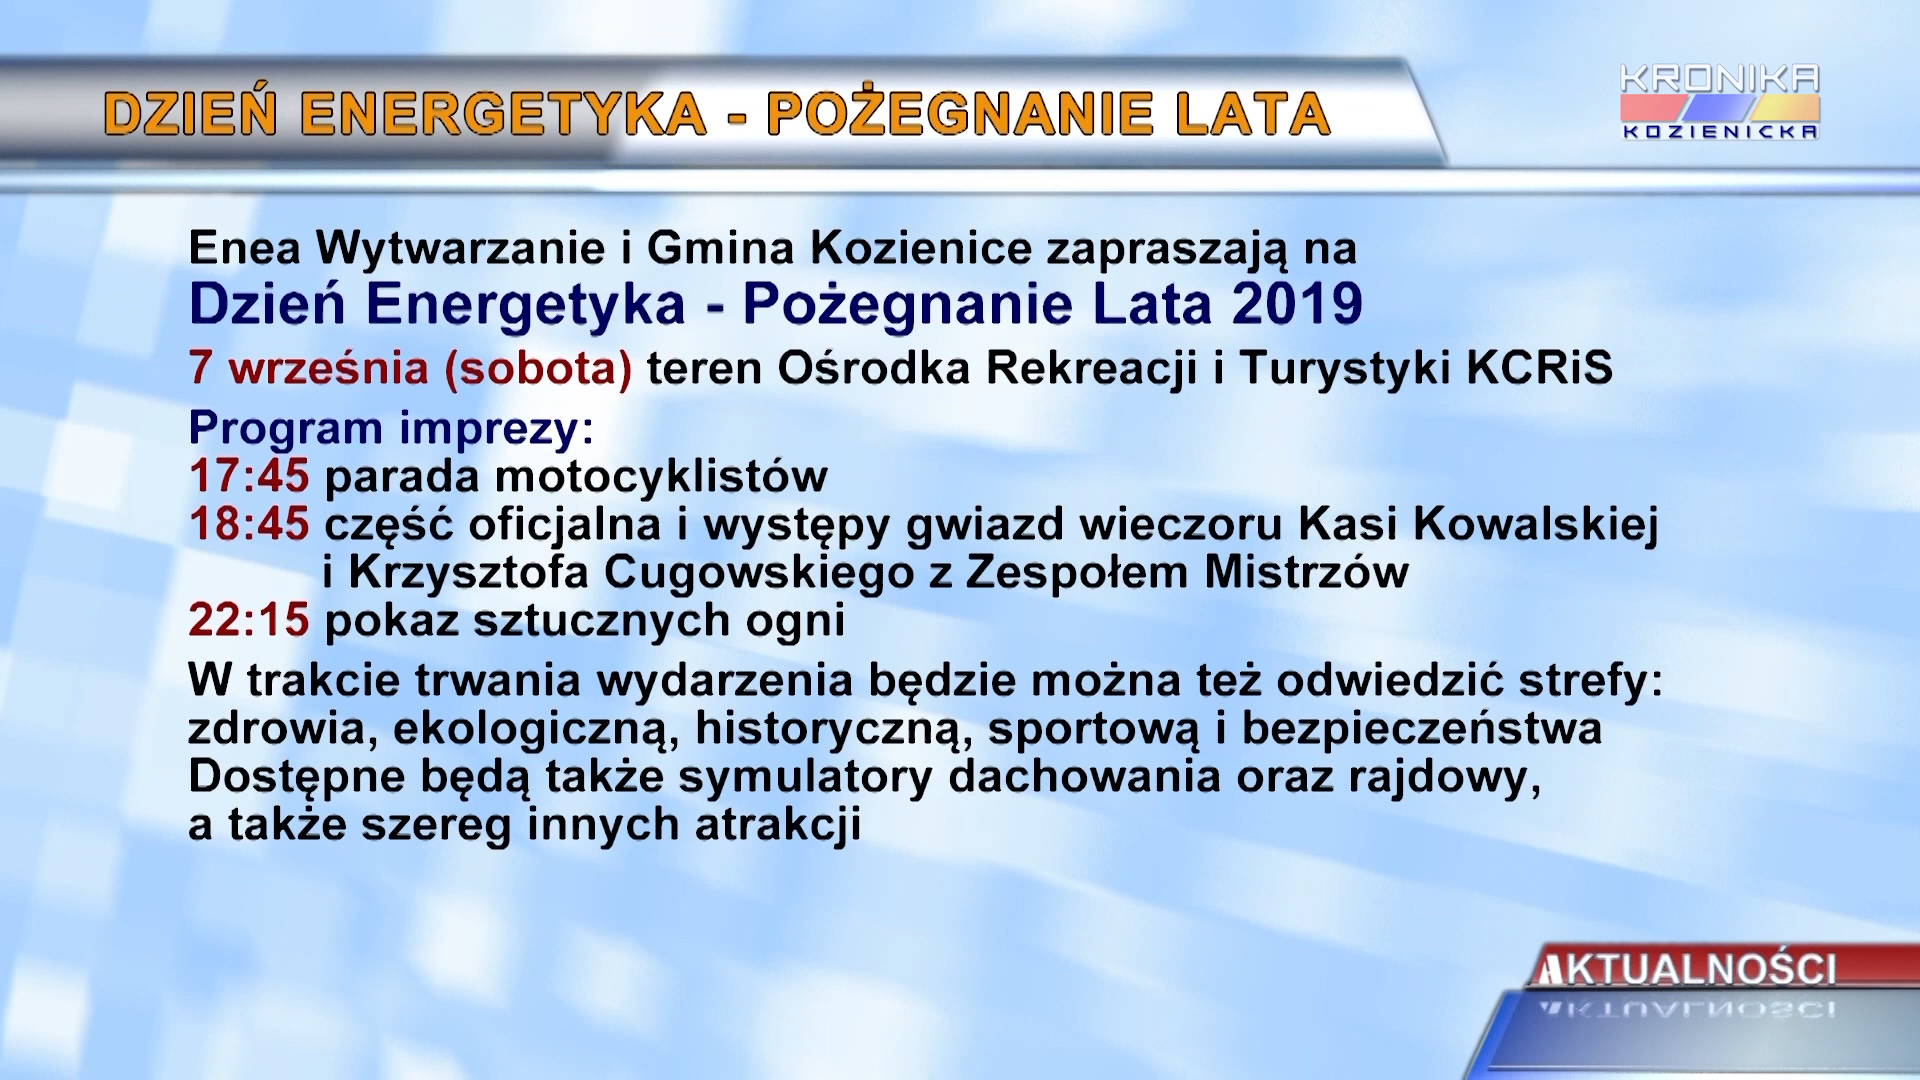 DZIEŃ ENERGETYKA - POŻEGNANIE LATA
KRONIKA
KOZIENICKA
Enea Wytwarzanie i Gmina Kozienice zapraszają na
Dzień Energetyka - Pożegnanie Lata 2019
7 września (sobota) teren Ośrodka Rekreacji i Turystyki KCRiS
Program imprezy:
17:45 parada motocyklistów
18:45 część oficjalna i występy gwiazd wieczoru Kasi Kowalskiej
i Krzysztofa Cugowskiego z Zespołem Mistrzów
22:15 pokaz sztucznych ogni
W trakcie trwania wydarzenia będzie można też odwiedzić strefy:
zdrowia, ekologiczną, historyczną, sportową i bezpieczeństwa
Dostępne będą także symulatory dachowania oraz rajdowy,
a także szereg innych atrakcji
AKTUALNOŚCI